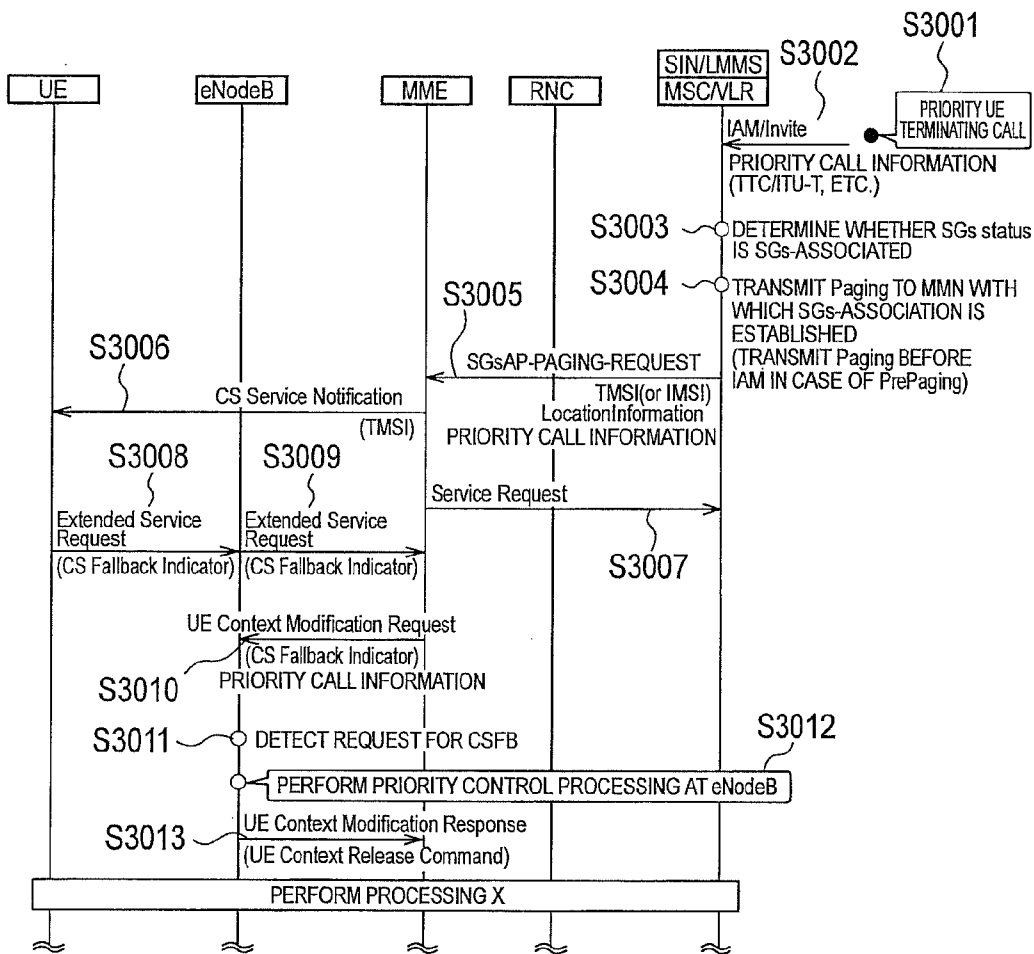 S3001
S3002
UE
eNodeB
MME
RNC
SIN/LMMS
MSC/VLR
PRIORITY UE
TERMINATING CALL
IAM/Invite
PRIORITY CALL INFORMATION
(TTC/ITU-T, ETC.)
S3003
DETERMINE WHETHER SGs status
IS SGs-ASSOCIATED
S3004
TRANSMIT Paging TO MMN WITH
WHICH SGs-ASSOCIATION IS
ESTABLISHED
(TRANSMIT Paging BEFORE
IAM IN CASE OF PrePaging)
S3005
SGsAP-PAGING-REQUEST
TMSI(or IMSI)
LocationInformation
PRIORITY CALL INFORMATION
S3006
CS Service Notification
(TMSI)
S3008
S3009
Service Request
S3007
Extended Service
Request
(CS Fallback Indicator)
Extended Service
Request
(CS Fallback Indicator)
UE Context Modification Request
(CS Fallback Indicator)
S3010
PRIORITY CALL INFORMATION
S3011
DETECT REQUEST FOR CSFB
S3012
PERFORM PRIORITY CONTROL PROCESSING AT eNodeB
S3013
UE Context Modification Response
(UE Context Release Command)
PERFORM PROCESSING X